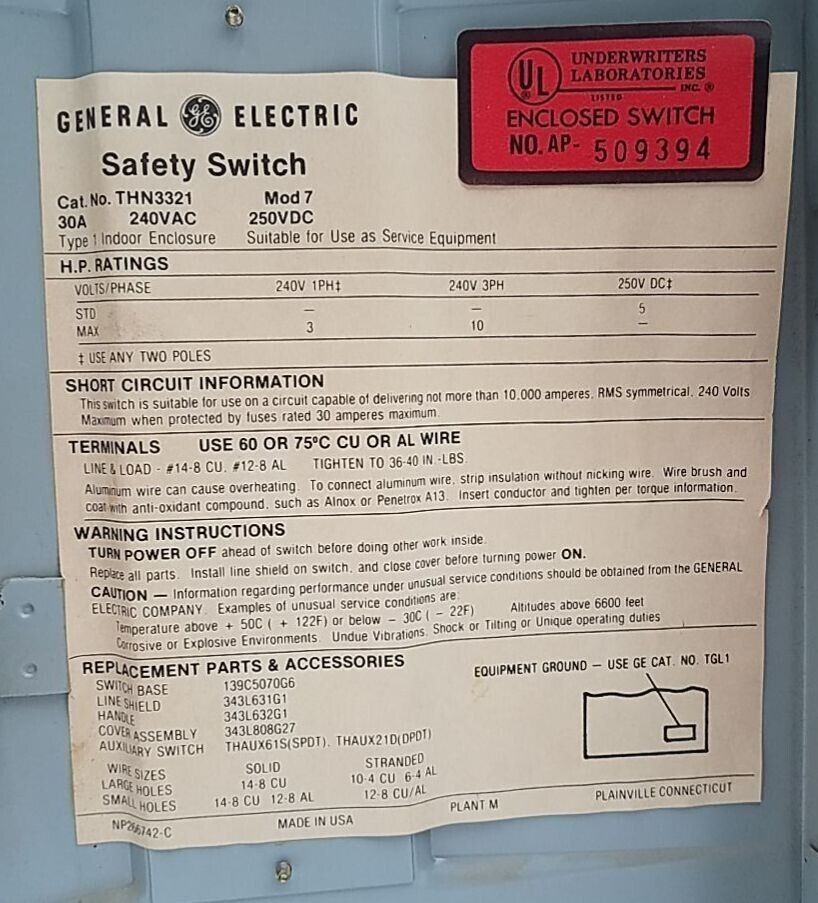 UL
UNDERWRITERS
LABORATORIES
INC. ®
LISTED
ENCLOSED SWITCH
NO. AP- 509394
GENERAL GE ELECTRIC
Safety Switch
Cat. No. THN3321 Mod 7
30A 240VAC 250VDC
Type 1 Indoor Enclosure Suitable for Use as Service Equipment
H.P. RATINGS
VOLTS/PHASE 240V 1PH‡ 240V 3PH 250V DC‡
STD — — 5
MAX 3 10 —
‡ USE ANY TWO POLES
SHORT CIRCUIT INFORMATION
This switch is suitable for use on a circuit capable of delivering not more than 10,000 amperes, RMS symmetrical, 240 Volts
Maximum when protected by fuses rated 30 amperes maximum.
TERMINALS USE 60 OR 75ºC CU OR AL WIRE
LINE & LOAD - #14-8 CU. #12-8 AL TIGHTEN TO 36-40 IN.-LBS.
Aluminum wire can cause overheating. To connect aluminum wire, strip insulation without nicking wire. Wire brush and
coat with anti-oxidant compound, such as Alnox or Penetrox A13. Insert conductor and tighten per torque information.
WARNING INSTRUCTIONS
TURN POWER OFF ahead of switch before doing other work inside.
Replace all parts. Install line shield on switch, and close cover before turning power ON.
CAUTION — Information regarding performance under unusual service conditions should be obtained from the GENERAL
ELECTRIC COMPANY. Examples of unusual service conditions are:
Temperature above + 50C ( + 122F) or below - 30C ( - 22F) Altitudes above 6600 feet
Corrosive or Explosive Environments. Undue Vibrations, Shock or Tilting or Unique operating duties
REPLACEMENT PARTS & ACCESSORIES
SWITCH BASE 139C5070G6
LINE SHIELD 343L631G1
HANDLE 343L632G1
COVER ASSEMBLY 343L808G27
AUXILIARY SWITCH THAUX61S(SPDT). THAUX21D(DPDT)
EQUIPMENT GROUND — USE GE CAT. NO. TGL1
WIRE SIZES SOLID STRANDED
LARGE HOLES 14-8 CU 10-4 CU 6-4 AL
SMALL HOLES 14-8 CU 12-8 AL 12-8 CU/AL
NP266742-C MADE IN USA PLANT M PLAINVILLE CONNECTICUT